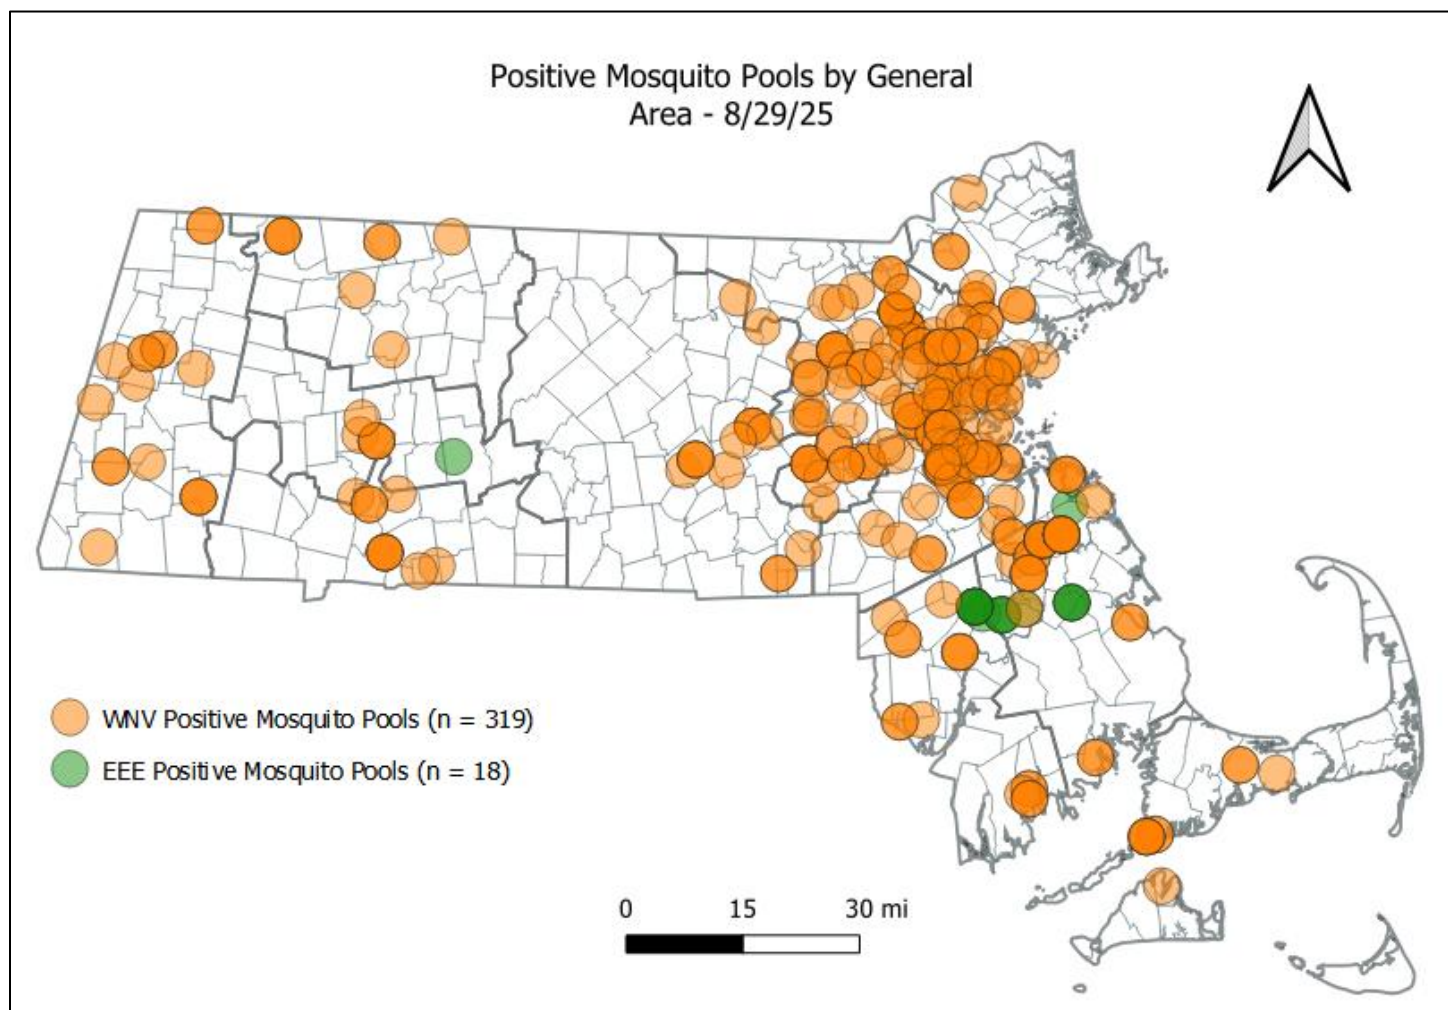 Positive Mosquito Pools by General
Area - 8/29/25
WNV Positive Mosquito Pools (n = 319)
EEE Positive Mosquito Pools (n = 18)
0 15 30 mi